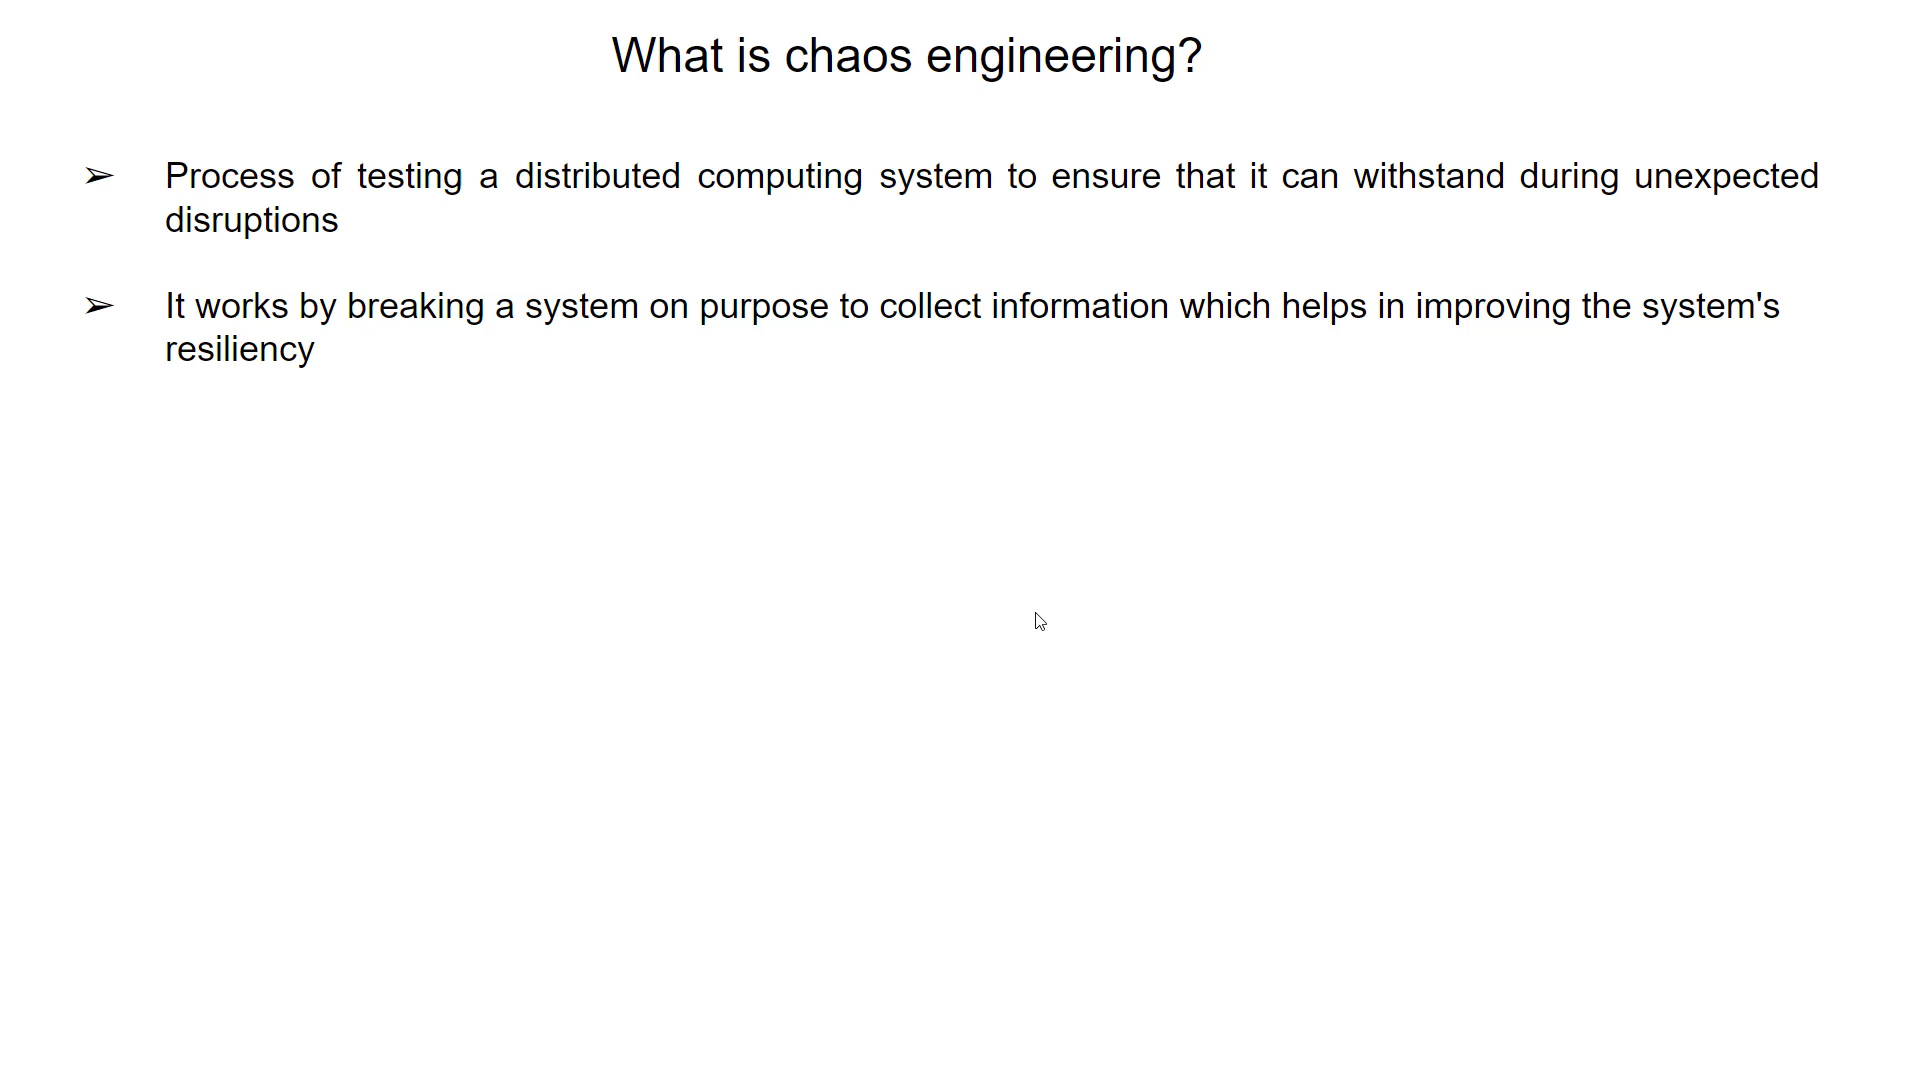 What is chaos engineering?
➢ Process of testing a distributed computing system to ensure that it can withstand during unexpected
disruptions
➢ It works by breaking a system on purpose to collect information which helps in improving the system's
resiliency